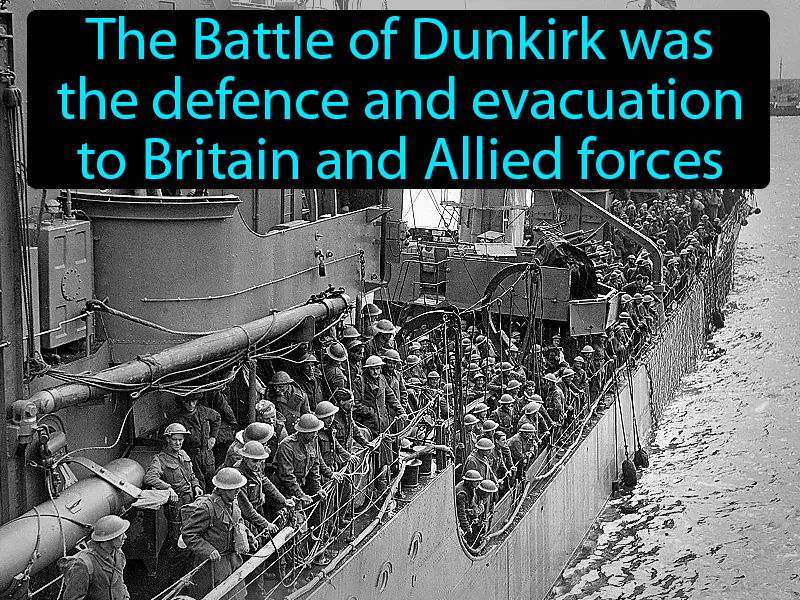 The Battle of Dunkirk was
the defence and evacuation
to Britain and Allied forces